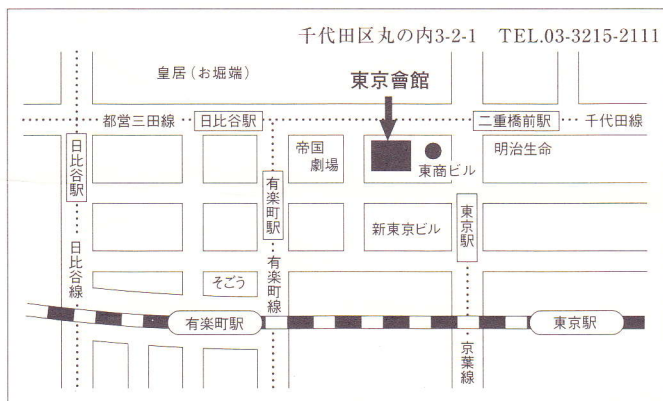 千代田区丸の内3-2-1 TEL.03-3215-2111
皇居（お堀端）
東京會館
都営三田線
日比谷駅
二重橋前駅
千代田線
日比谷駅
帝国
劇場
東商ビル
明治生命
有楽町駅
新東京ビル
東京駅
日比谷線
有楽町線
そごう
有楽町駅
東京駅
京葉線